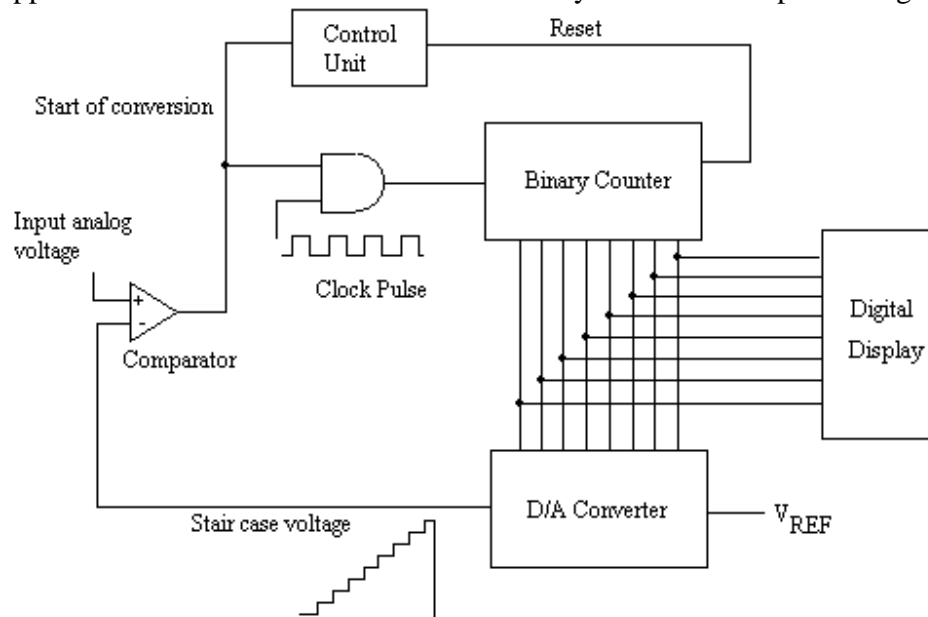 Control
Unit
Reset
Start of conversion
Binary Counter
Input analog
voltage
Clock Pulse
+
-
Comparator
Digital
Display
D/A Converter
Stair case voltage
VREF